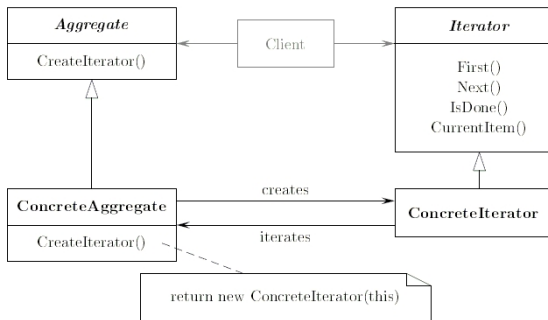 Aggregate
CreateIterator()
Client
Iterator
First()
Next()
IsDone()
CurrentItem()
ConcreteAggregate
CreateIterator()
creates
iterates
ConcreteIterator
return new ConcreteIterator(this)